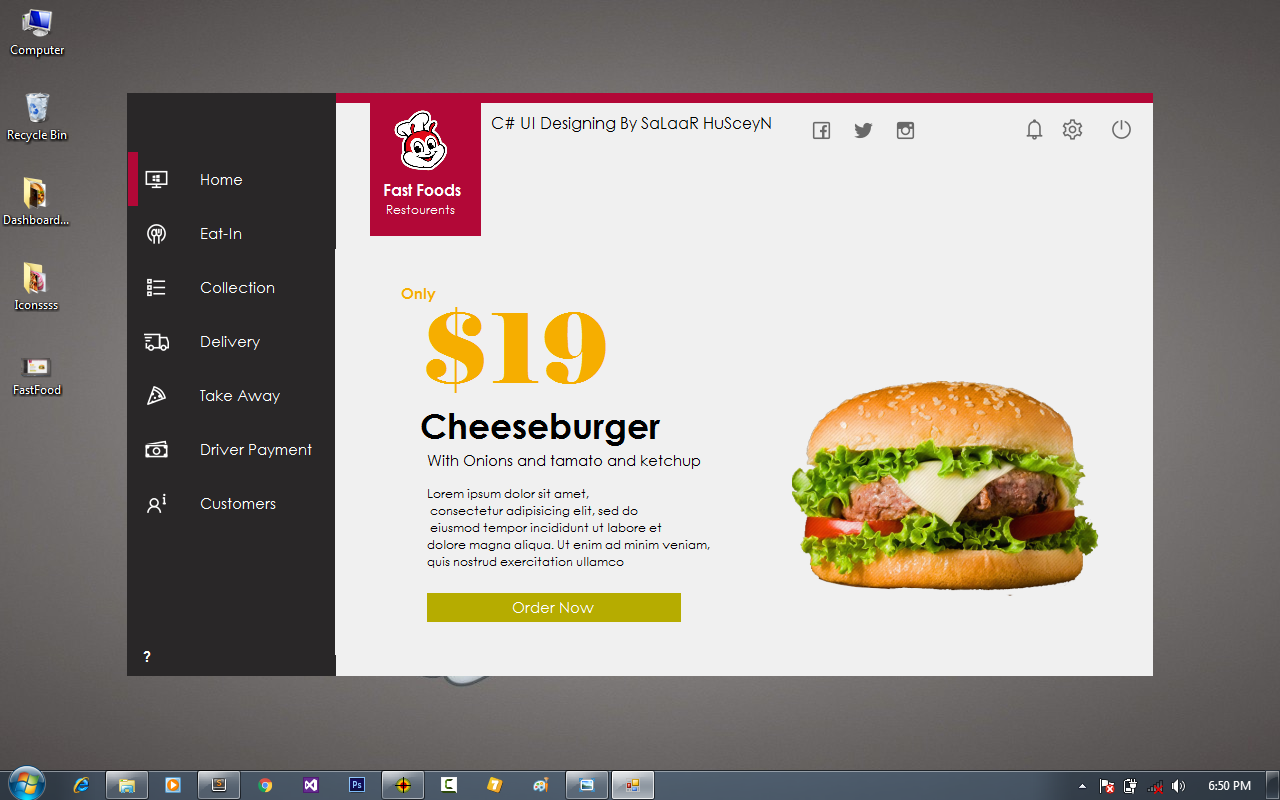 Computer
Recycle Bin
Dashboard...
Iconssss
FastFood
Home
Eat-In
Collection
Delivery
Take Away
Driver Payment
Customers
?
Fast Foods
Restourents
C# UI Designing By SaLaaR HuSceyN
Only
$19
Cheeseburger
With Onions and tamato and ketchup
Lorem ipsum dolor sit amet,
consectetur adipisicing elit, sed do
eiusmod tempor incididunt ut labore et
dolore magna aliqua. Ut enim ad minim veniam,
quis nostrud exercitation ullamco
Order Now
Ps
6:50 PM